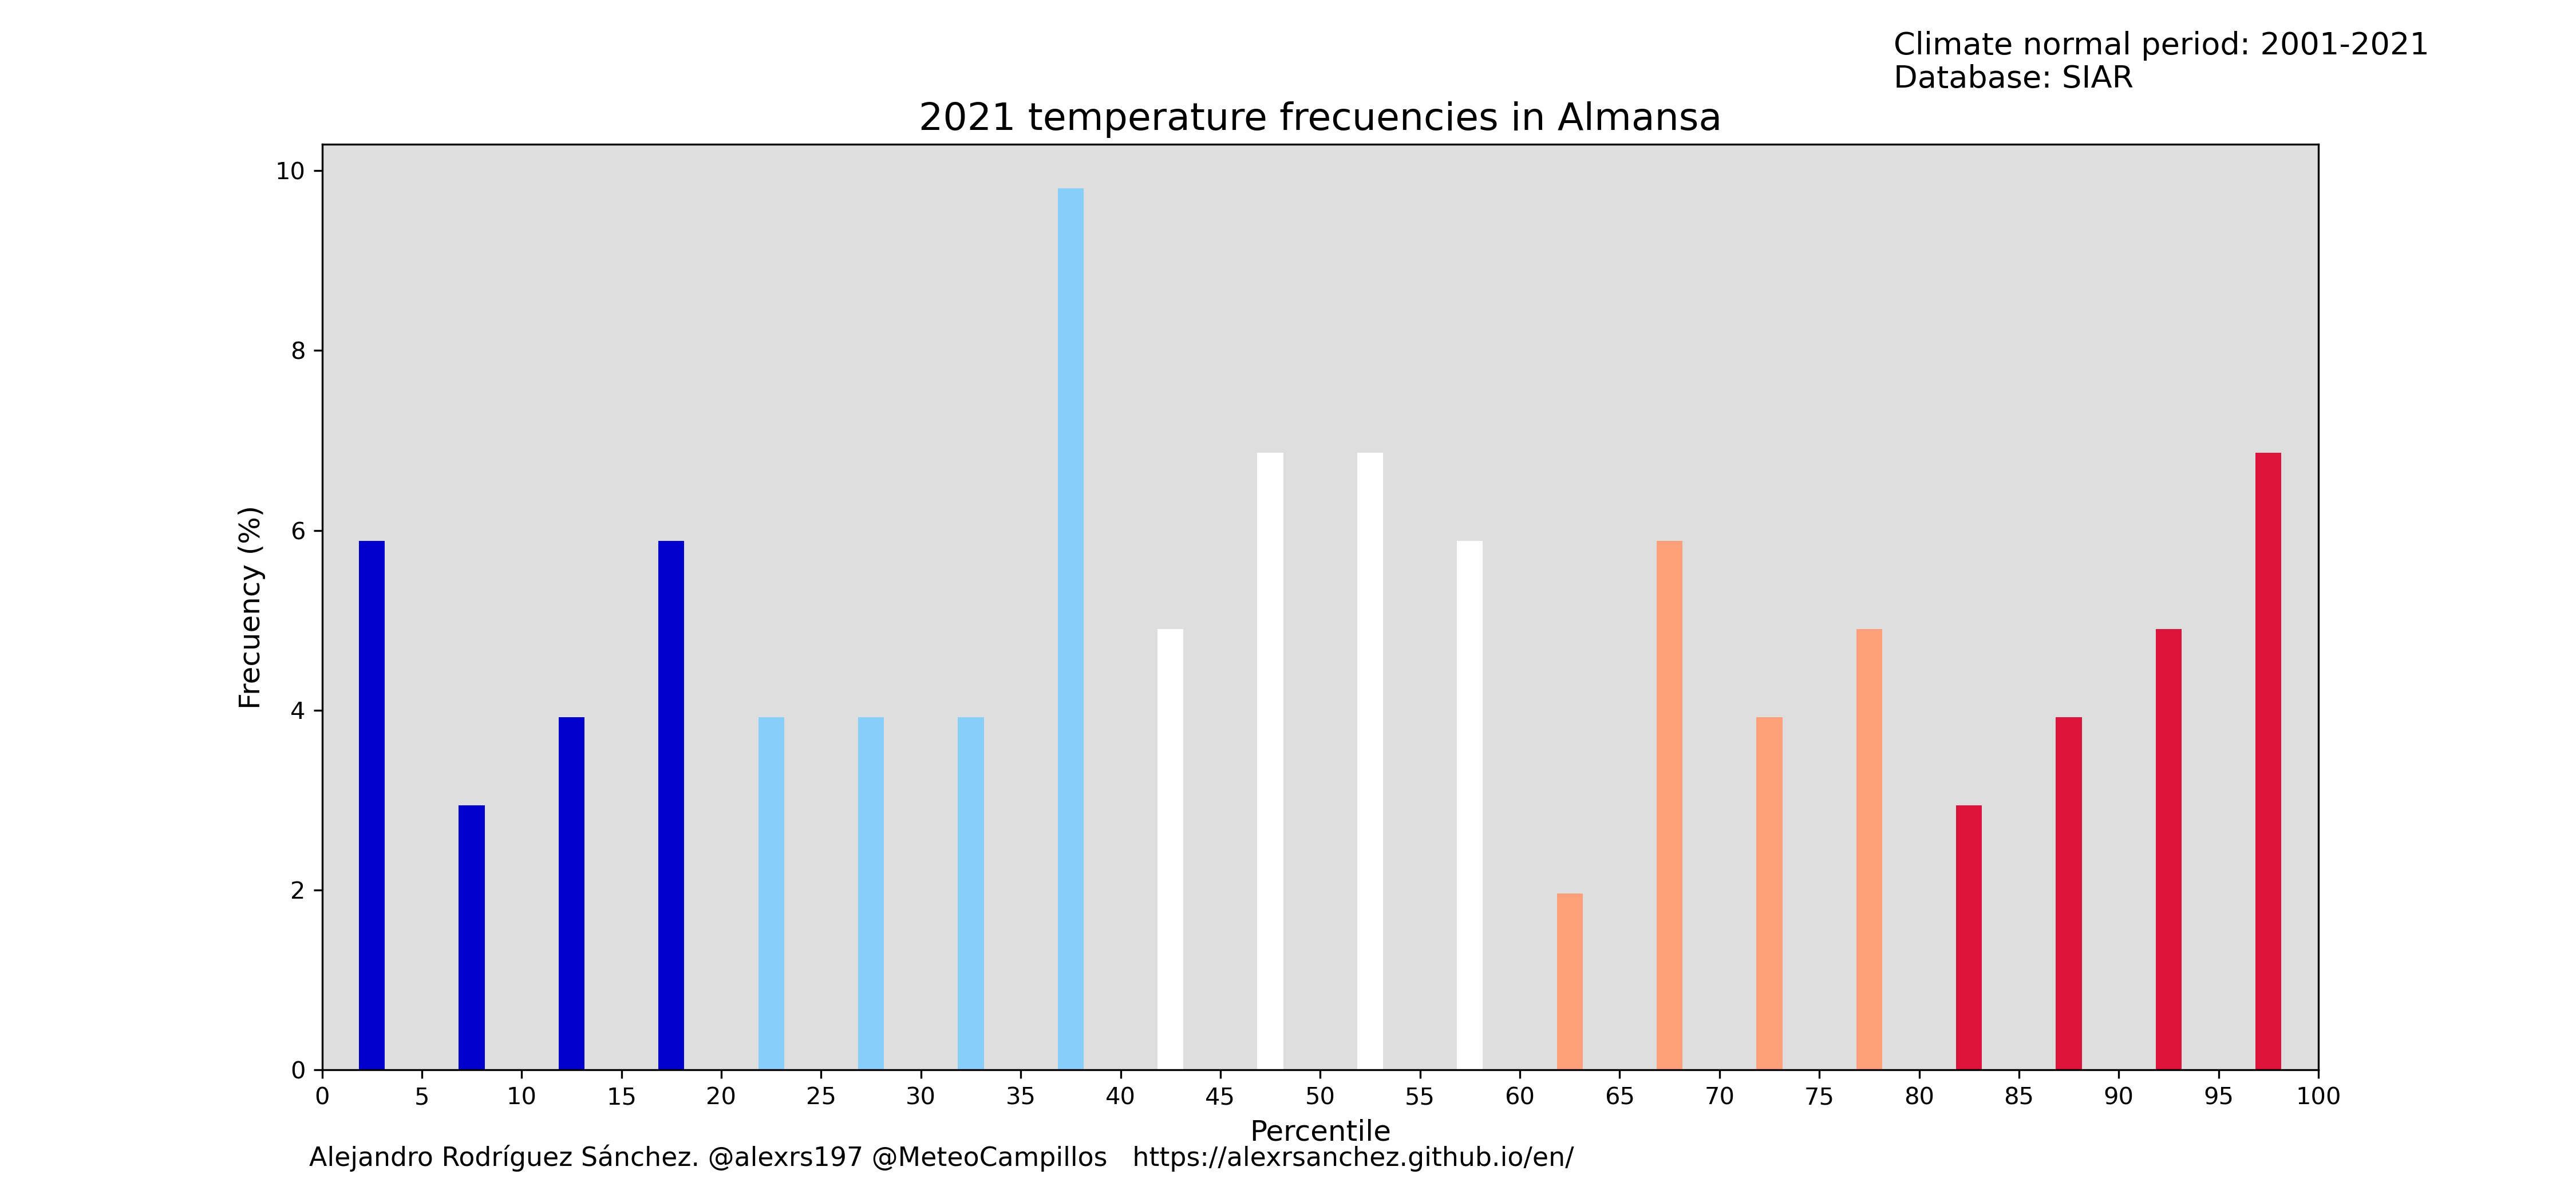 Climate normal period: 2001-2021
Database: SIAR
2021 temperature frecuencies in Almansa
10
8
6
4
2
0
Frecuency (%)
0 5 10 15 20 25 30 35 40 45 50 55 60 65 70 75 80 85 90 95 100
Percentile
Alejandro Rodríguez Sánchez. @alexrs197 @MeteoCampillos https://alexrsanchez.github.io/en/